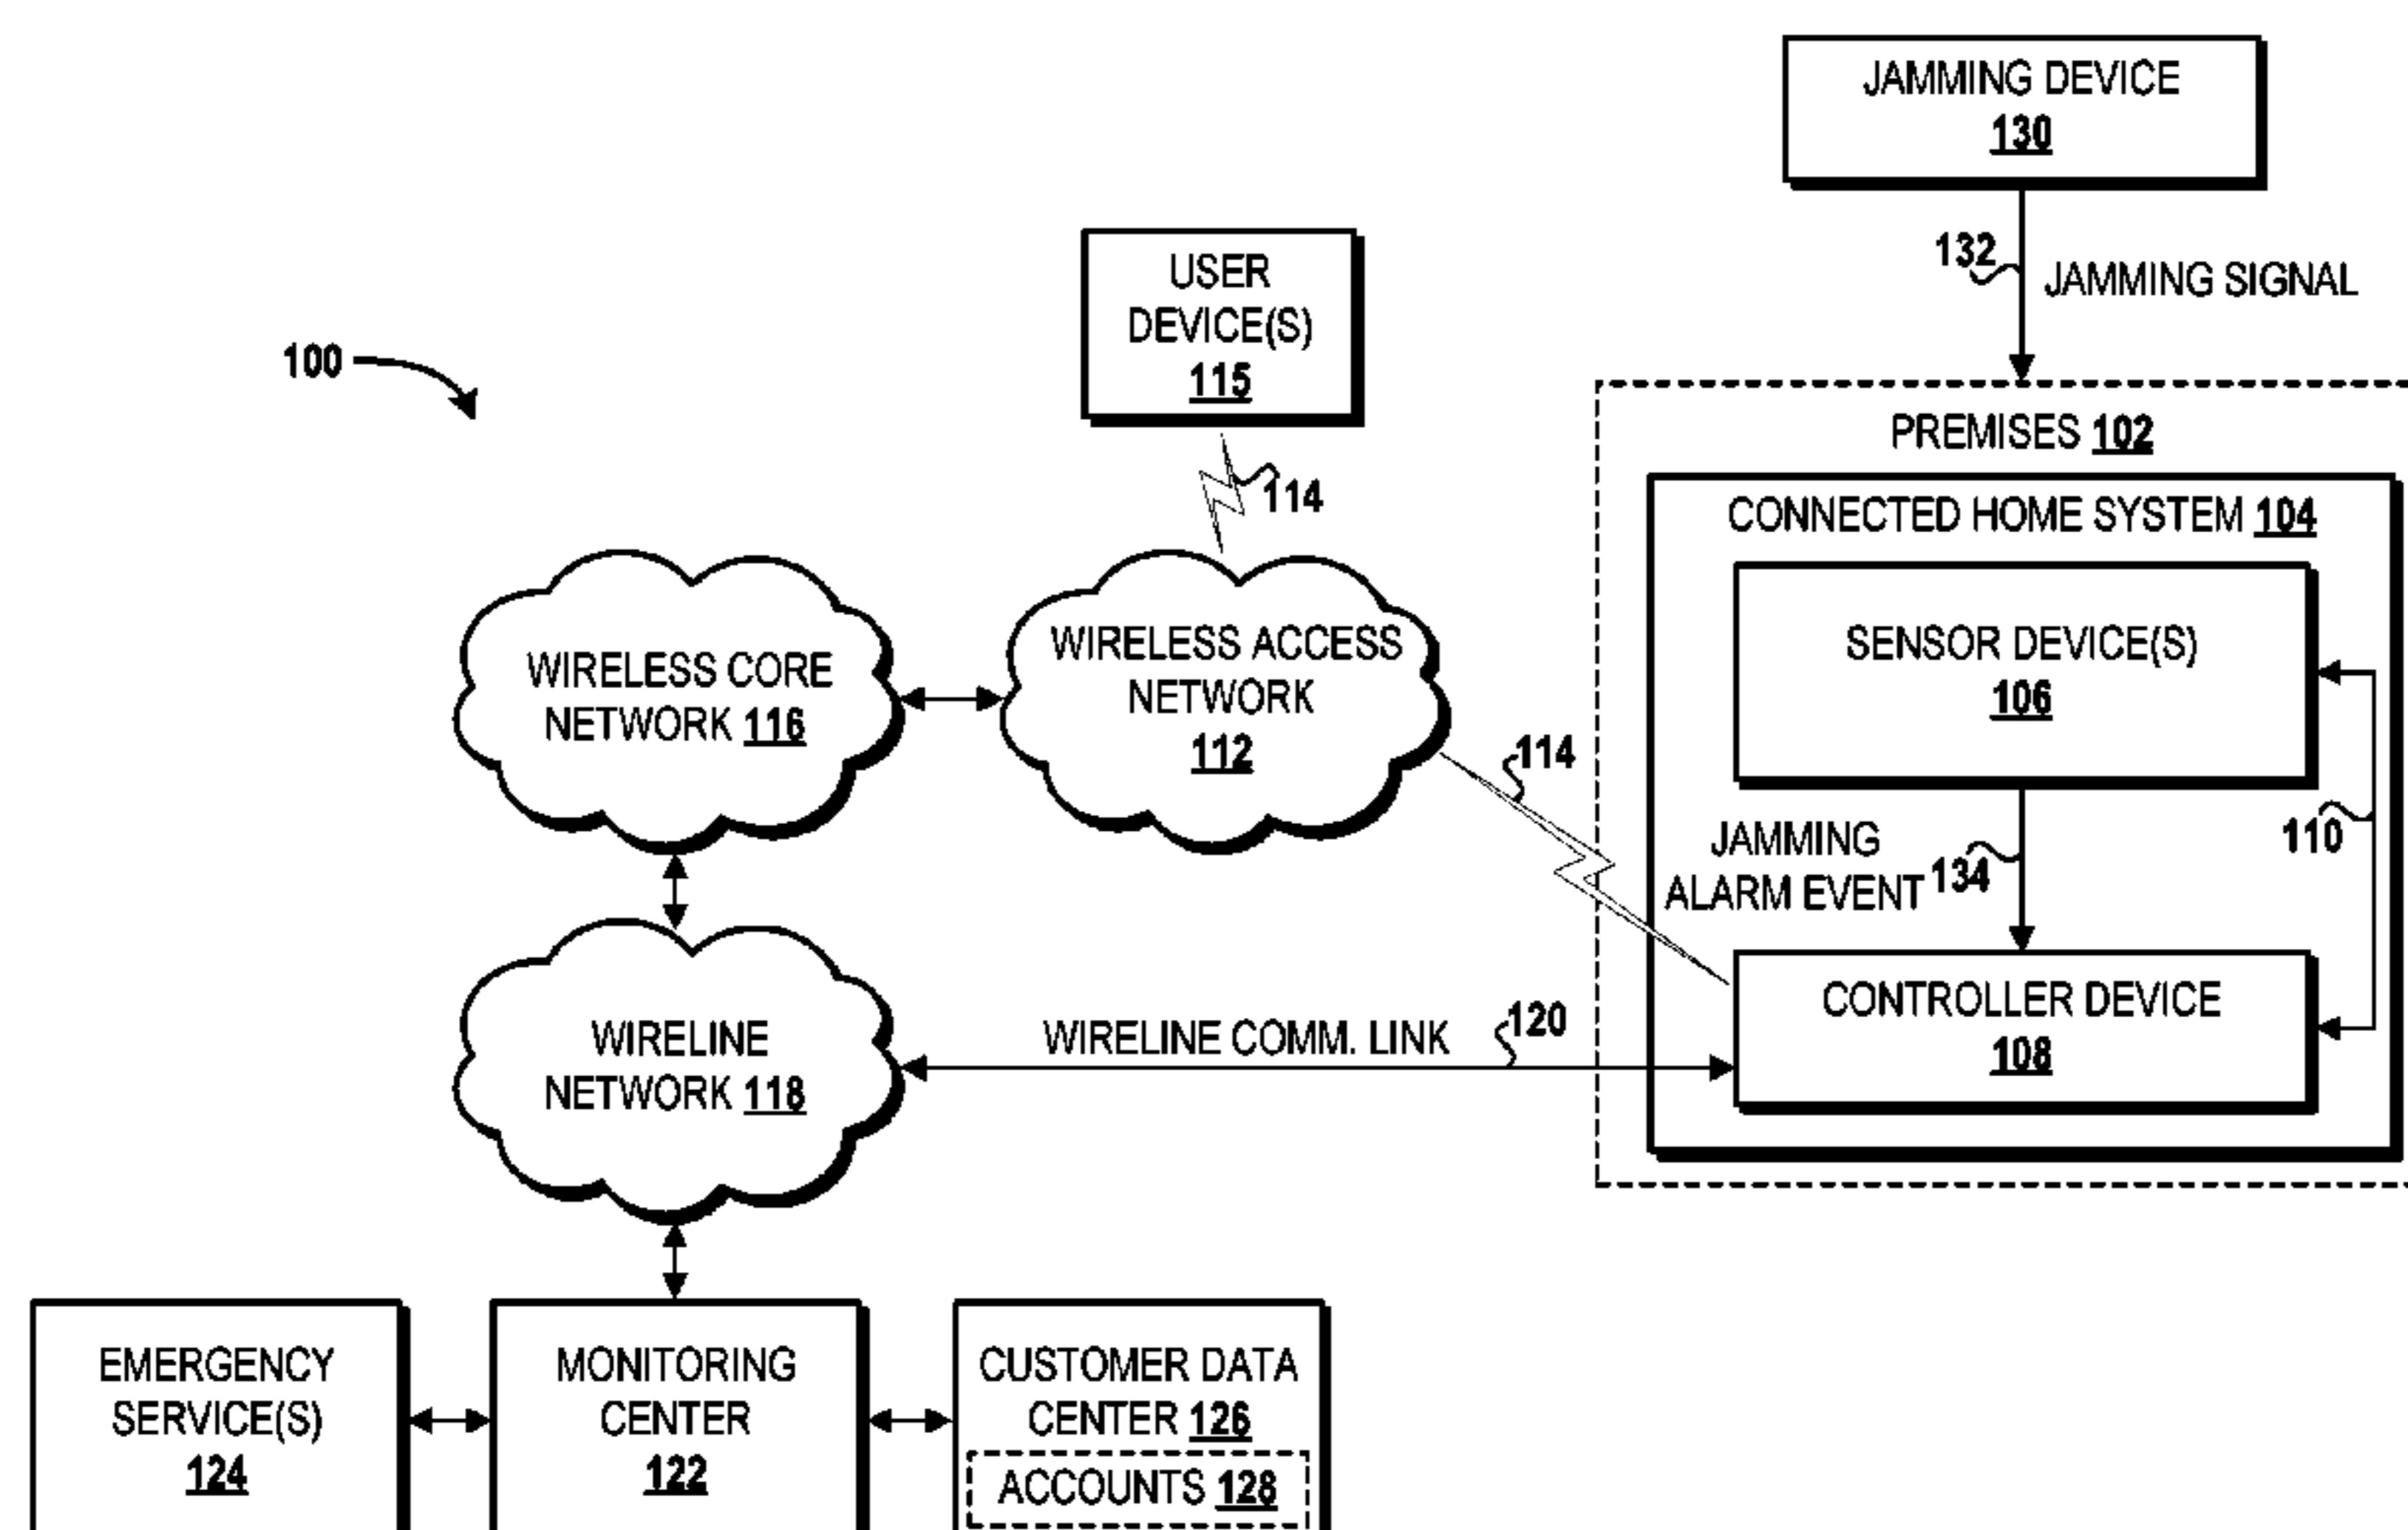 JAMMING DEVICE
130
132
JAMMING SIGNAL
USER
DEVICE(S)
115
100
114
PREMISES 102
CONNECTED HOME SYSTEM 104
SENSOR DEVICE(S)
106
WIRELESS CORE
NETWORK 116
WIRELESS ACCESS
NETWORK
112
114
JAMMING
ALARM EVENT
134
110
CONTROLLER DEVICE
108
WIRELINE
NETWORK 118
WIRELINE COMM. LINK
120
EMERGENCY
SERVICE(S)
124
MONITORING
CENTER
122
CUSTOMER DATA
CENTER 126
ACCOUNTS 128